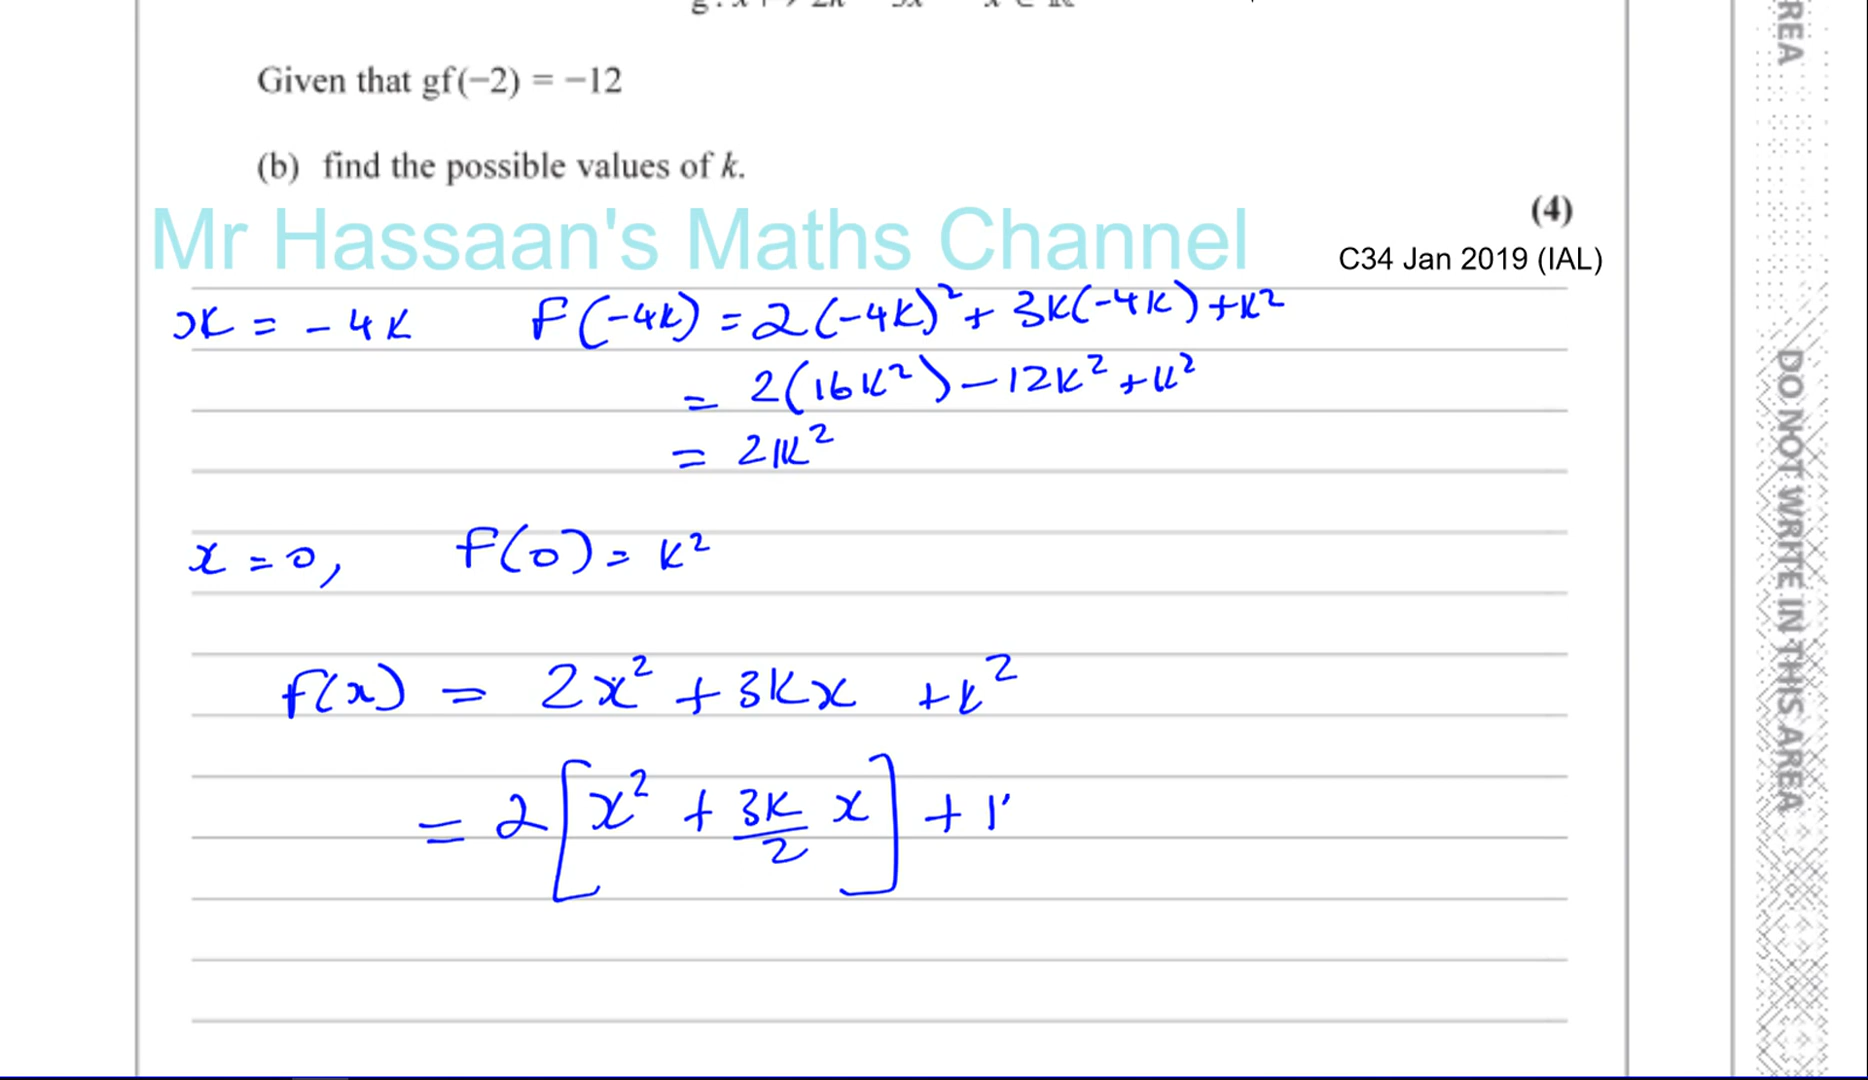 Given that gf(−2) = −12
(b) find the possible values of k.
(4)
Mr Hassaan's Maths Channel
C34 Jan 2019 (IAL)
x = -4k f(-4k) = 2(-4k)² + 3k(-4k) + k²
= 2(16k²) - 12k² + k²
= 21k²
x = 0, f(0) = k²
f(x) = 2x² + 3kx + k²
= 2[x² + 3k/2 x] +
REA
DO NOT WRITE IN THIS AREA